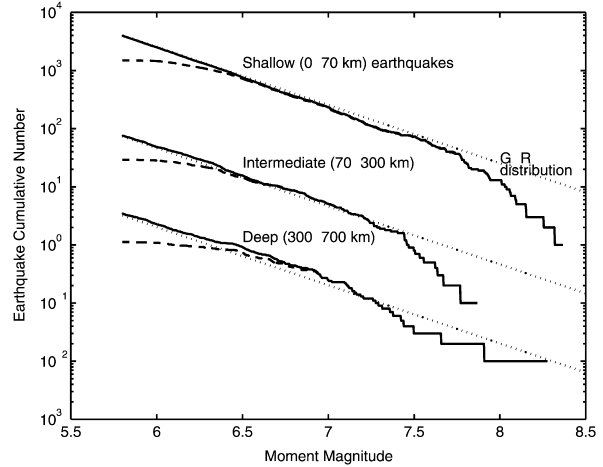 10^4
10^3
10^2
10^1
10^0
10 1
10 2
10 3
Earthquake Cumulative Number
Shallow (0 70 km) earthquakes
G R
distribution
Intermediate (70 300 km)
Deep (300 700 km)
5.5 6 6.5 7 7.5 8 8.5
Moment Magnitude